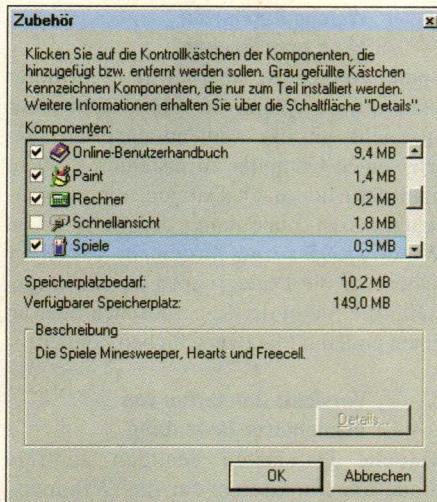 Zubehör
Klicken Sie auf die Kontrollkästchen der Komponenten, die
hinzugefügt bzw. entfernt werden sollen. Grau gefüllte Kästchen
kennzeichnen Komponenten, die nur zum Teil installiert werden.
Weitere Informationen erhalten Sie über die Schaltfläche "Details".
Komponenten:
Online-Benutzerhandbuch 9,4 MB
Paint 1,4 MB
Rechner 0,2 MB
Schnellansicht 1,8 MB
Spiele 0,9 MB
Speicherplatzbedarf: 10,2 MB
Verfügbarer Speicherplatz: 149,0 MB
Beschreibung
Die Spiele Minesweeper, Hearts und Freecell.
Details...
OK Abbrechen